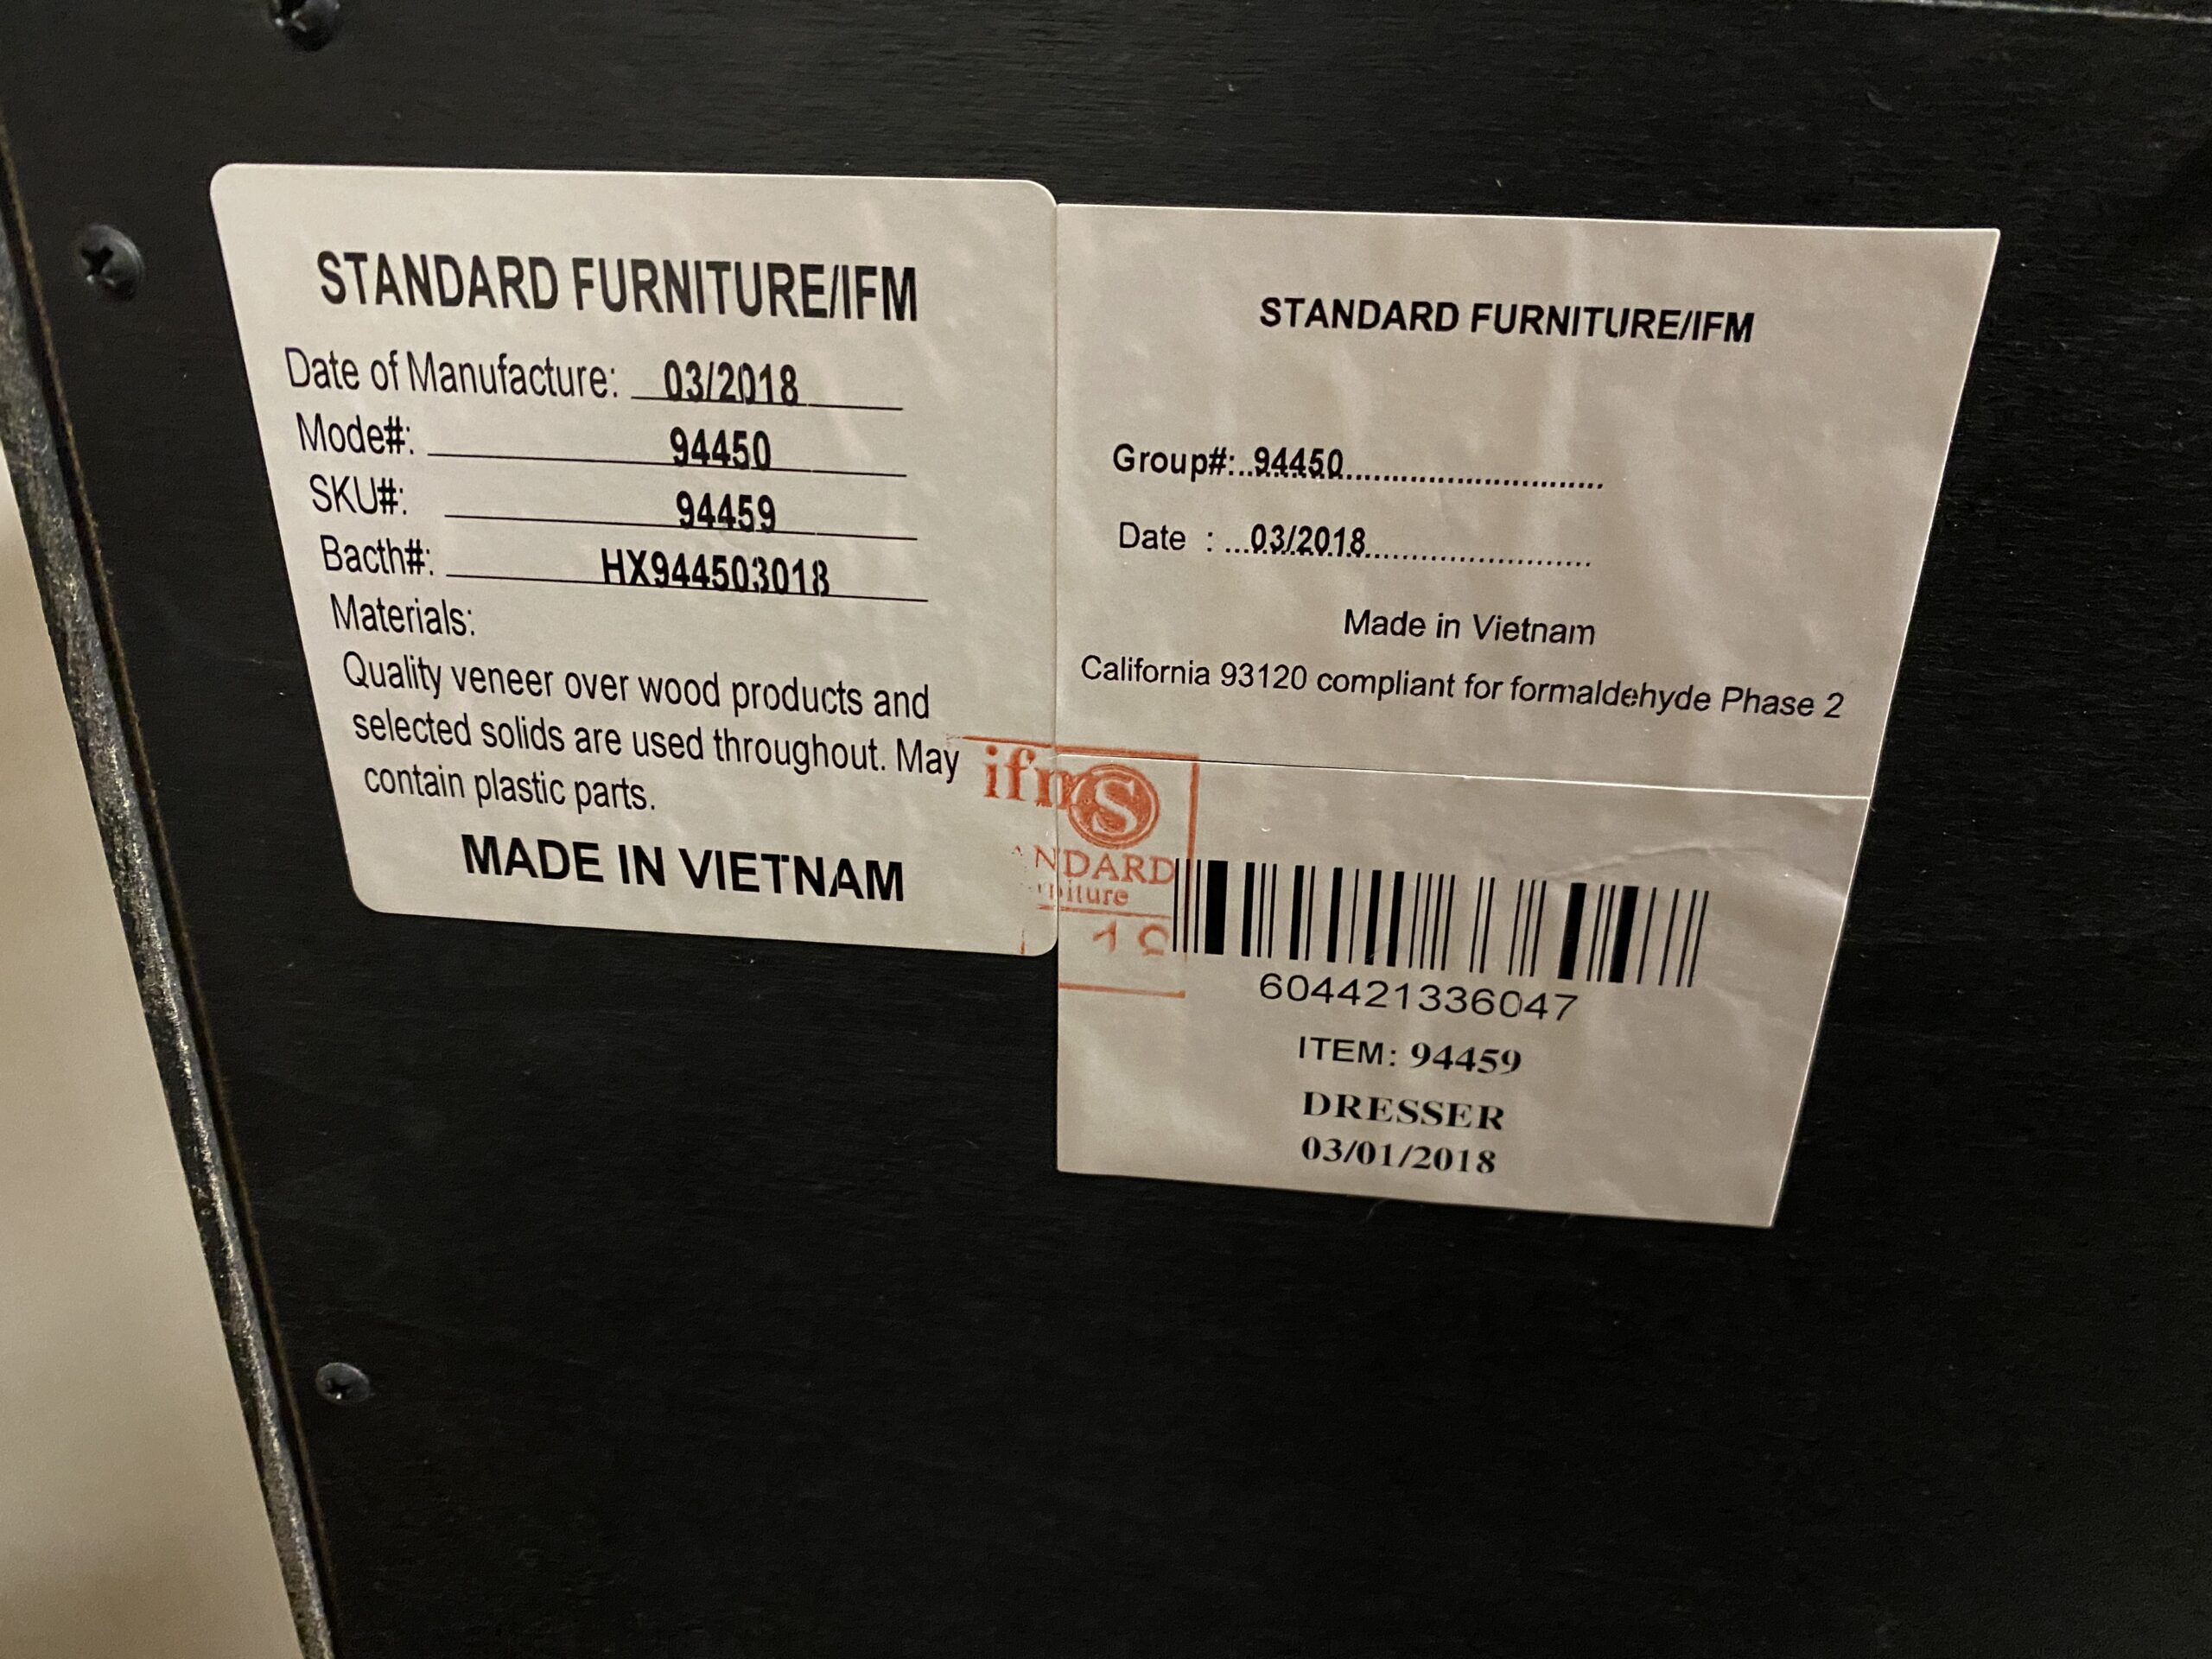 STANDARD FURNITURE/IFM
Date of Manufacture: 03/2018
Mode#: 94450
SKU#: 94459
Bacth#: HX944503018
Materials:
Quality veneer over wood products and
selected solids are used throughout. May
contain plastic parts.
MADE IN VIETNAM
STANDARD FURNITURE/IFM
Group#:..94450
Date : ...03/2018
Made in Vietnam
California 93120 compliant for formaldehyde Phase 2
ifm S
NDARD
iture
604421336047
ITEM: 94459
DRESSER
03/01/2018